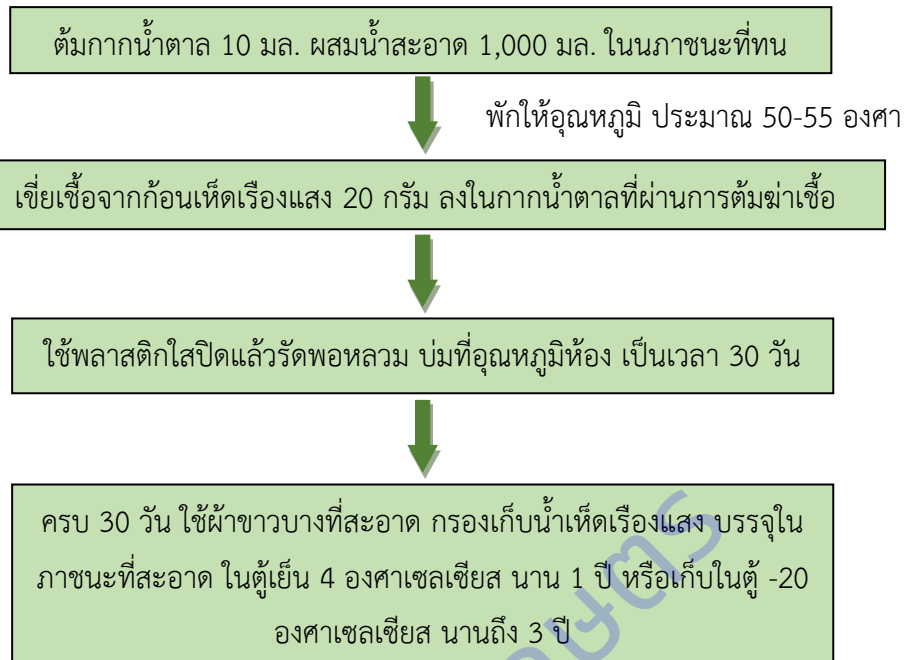 ต้มกากน้ำตาล 10 มล. ผสมน้ำสะอาด 1,000 มล. ในนภาชนะที่ทน
พักให้อุณหภูมิ ประมาณ 50-55 องศา
เขี่ยเชื้อจากก้อนเห็ดเรืองแสง 20 กรัม ลงในกากน้ำตาลที่ผ่านการต้มฆ่าเชื้อ
ใช้พลาสติกใสปิดแล้วรัดพอหลวม บ่มที่อุณหภูมิห้อง เป็นเวลา 30 วัน
ครบ 30 วัน ใช้ผ้าขาวบางที่สะอาด กรองเก็บน้ำเห็ดเรืองแสง บรรจุใน
ภาชนะที่สะอาด ในตู้เย็น 4 องศาเซลเซียส นาน 1 ปี หรือเก็บในตู้ -20
องศาเซลเซียส นานถึง 3 ปี